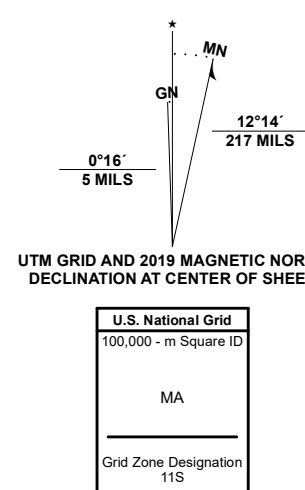 ★
MN
GN
12°14´
217 MILS
0°16´
5 MILS
UTM GRID AND 2019 MAGNETIC NOR
DECLINATION AT CENTER OF SHEE
U.S. National Grid
100,000 - m Square ID
MA
Grid Zone Designation
11S